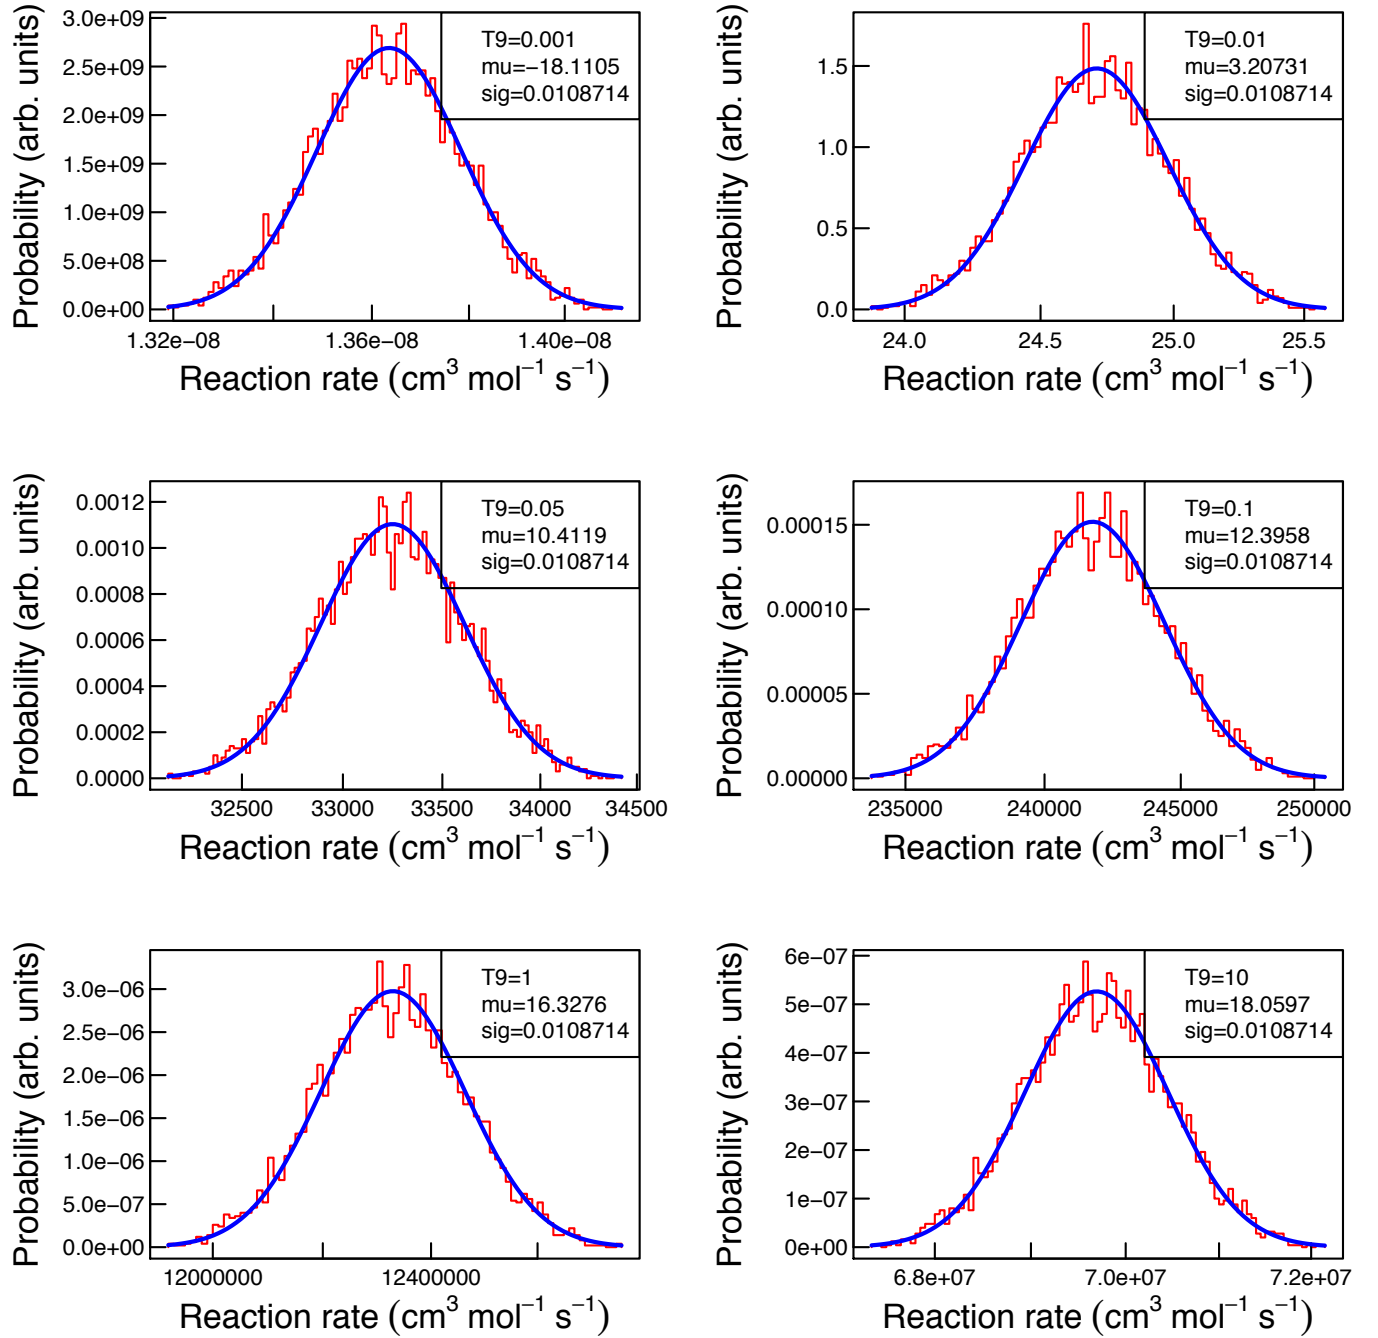 Probability (arb. units)
3.0e+09
2.5e+09
2.0e+09
1.5e+09
1.0e+09
5.0e+08
0.0e+00
T9=0.001
mu=−18.1105
sig=0.0108714
1.32e−08 1.36e−08 1.40e−08
Reaction rate (cm³ mol⁻¹ s⁻¹)
Probability (arb. units)
1.5
1.0
0.5
0.0
T9=0.01
mu=3.20731
sig=0.0108714
24.0 24.5 25.0 25.5
Reaction rate (cm³ mol⁻¹ s⁻¹)
Probability (arb. units)
0.0012
0.0010
0.0008
0.0006
0.0004
0.0002
0.0000
T9=0.05
mu=10.4119
sig=0.0108714
32500 33000 33500 34000 34500
Reaction rate (cm³ mol⁻¹ s⁻¹)
Probability (arb. units)
0.00015
0.00010
0.00005
0.00000
T9=0.1
mu=12.3958
sig=0.0108714
235000 240000 245000 250000
Reaction rate (cm³ mol⁻¹ s⁻¹)
Probability (arb. units)
3.0e−06
2.5e−06
2.0e−06
1.5e−06
1.0e−06
5.0e−07
0.0e+00
T9=1
mu=16.3276
sig=0.0108714
12000000 12400000
Reaction rate (cm³ mol⁻¹ s⁻¹)
Probability (arb. units)
6e−07
5e−07
4e−07
3e−07
2e−07
1e−07
0e+00
T9=10
mu=18.0597
sig=0.0108714
6.8e+07 7.0e+07 7.2e+07
Reaction rate (cm³ mol⁻¹ s⁻¹)